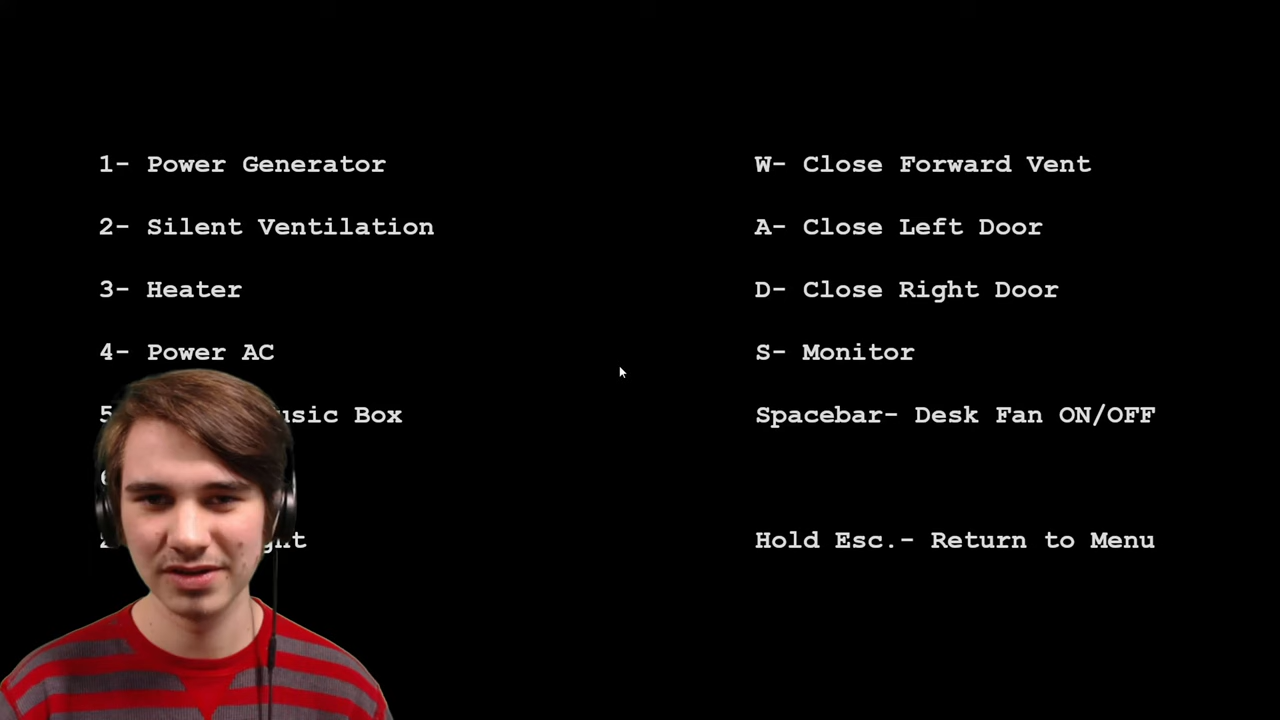 1- Power Generator
2- Silent Ventilation
3- Heater
4- Power AC
5 Box
W- Close Forward Vent
A- Close Left Door
D- Close Right Door
S- Monitor
Spacebar- Desk Fan ON/OFF
Hold Esc.- Return to Menu